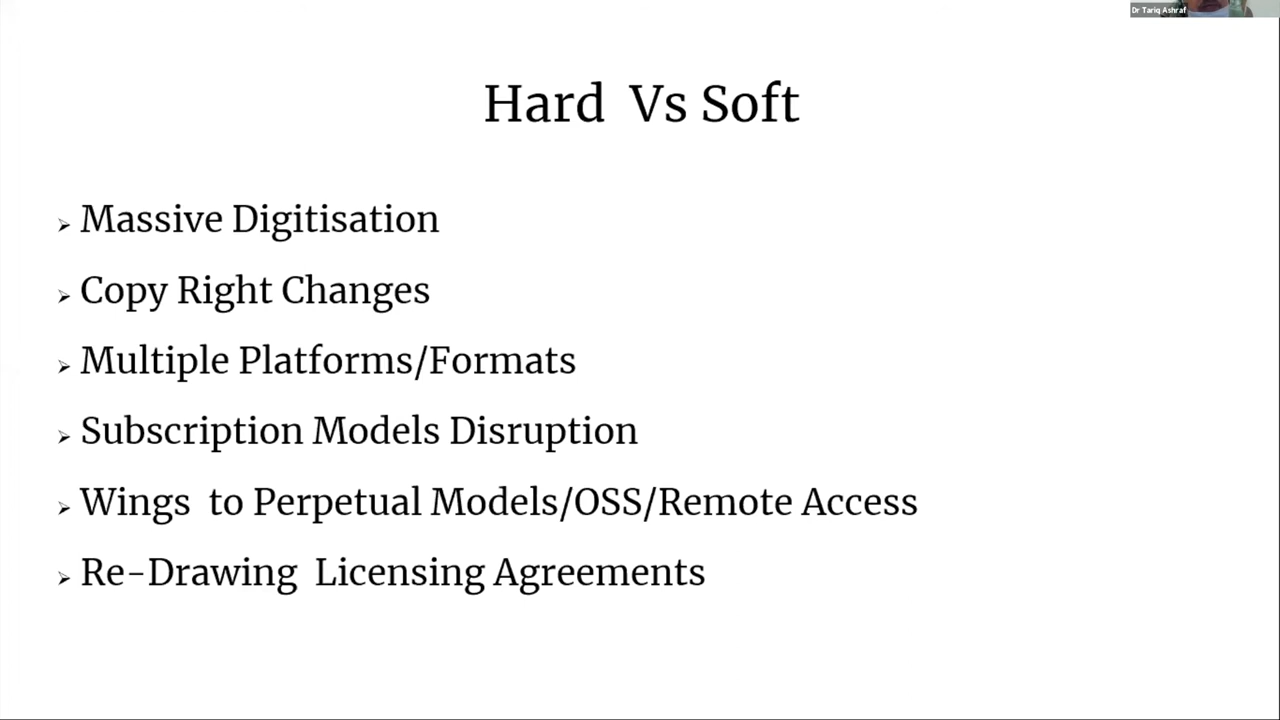 Dr Tariq Ashraf
Hard Vs Soft
Massive Digitisation
Copy Right Changes
Multiple Platforms/Formats
Subscription Models Disruption
Wings to Perpetual Models/OSS/Remote Access
Re-Drawing Licensing Agreements